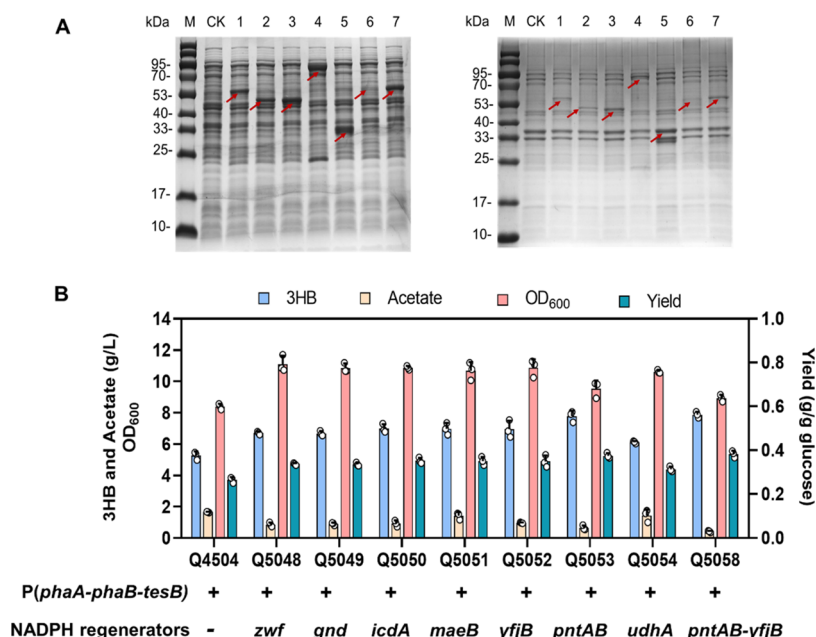 A
kDa M CK 1 2 3 4 5 6 7
95-
70-
53-
40-
33-
25-
17-
10-
kDa M CK 1 2 3 4 5 6 7
95-
70-
53-
40-
33-
25-
17-
10-
B
3HB Acetate OD600 Yield
3HB and Acetate (g/L)
OD600
14
12
10
8
6
4
2
0
1.0
0.8
0.6
0.4
0.2
0.0
Yield (g/g glucose)
Q4504 Q5048 Q5049 Q5050 Q5051 Q5052 Q5053 Q5054 Q5058
P(phaA-phaB-tesB) + + + + + + + + +
NADPH regenerators - zwf gnd icdA maeB yfjB pntAB udhA pntAB-yfjB